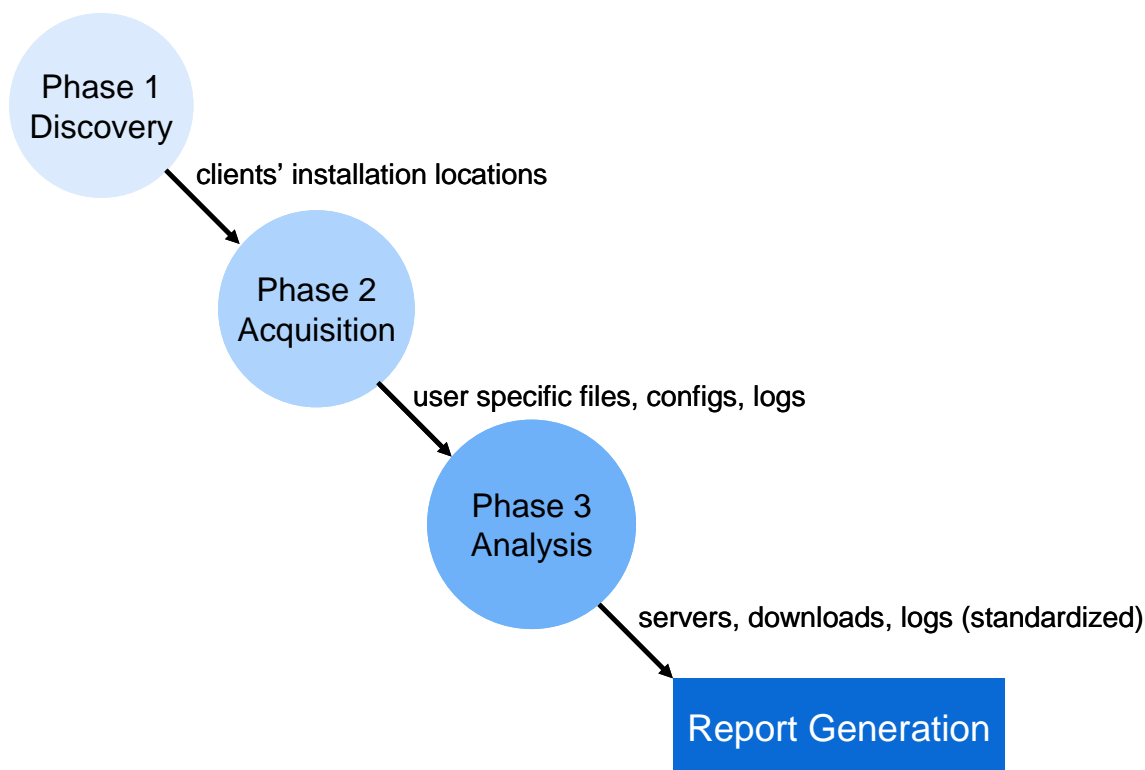 Phase 1
Discovery
clients’ installation locations
Phase 2
Acquisition
user specific files, configs, logs
Phase 3
Analysis
servers, downloads, logs (standardized)
Report Generation